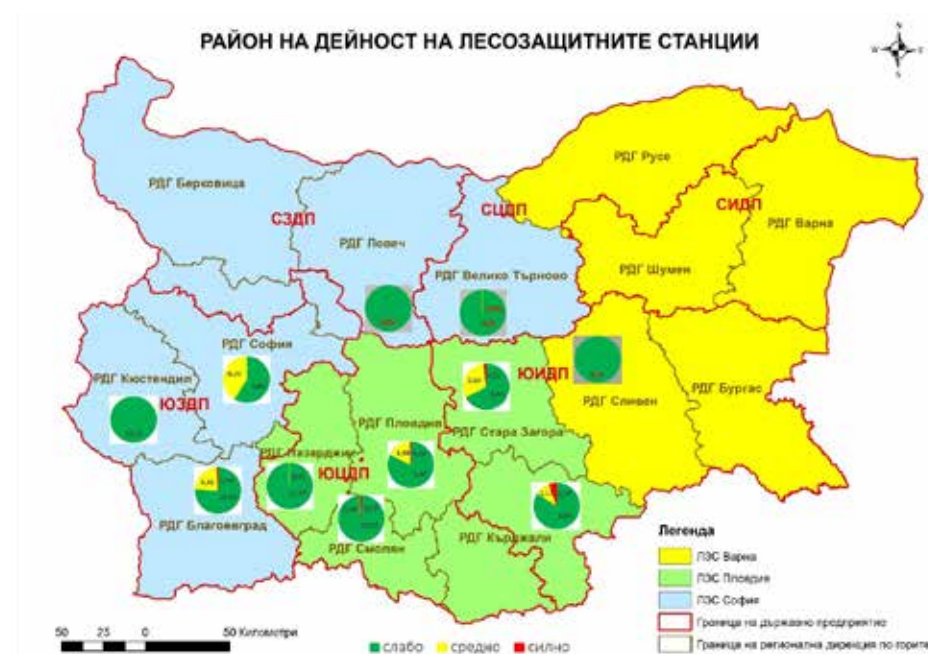 РАЙОН НА ДЕЙНОСТ НА ЛЕСОЗАЩИТНИТЕ СТАНЦИИ
N
W
E
S
РДГ Русе
РДГ Берковица
СЗДП
СЦДП
СИДП
РДГ Варна
РДГ Ловеч
РДГ Шумен
РДГ Велико Търново
РДГ София
РДГ Кюстендил
ЮЗДП
ЮИДП
РДГ Бургас
РДГ Сливен
РДГ Пловдив
РДГ Стара Загора
РДГ Пазарджик
ЮЦДП
РДГ Благоевград
РДГ Смолян
РДГ Кърджали
Легенда
ЛЗС Варна
ЛЗС Пловдив
ЛЗС София
Граница на държавно предприятие
Граница на регионална дирекция по горите
50 25 0 50 Километри
слабо средно силно